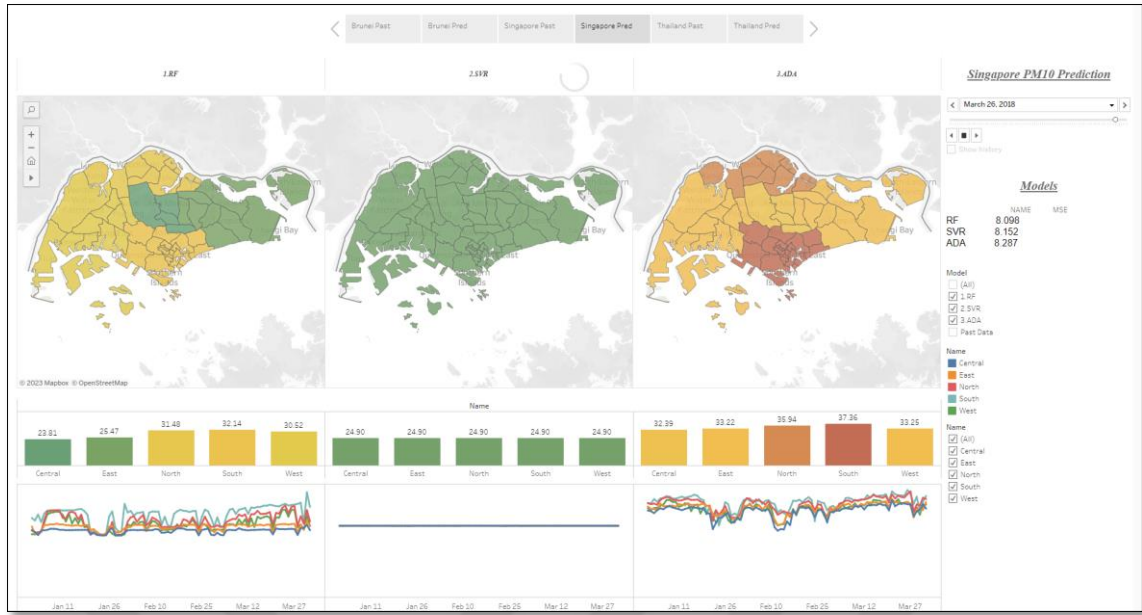 Brunei Past Brunei Pred Singapore Past Singapore Pred Thailand Past Thailand Pred
1.RF 2.SVR 3.ADA
Singapore PM10 Prediction
March 26, 2018
Show history
Models
NAME MSE
RF 8.098
SVR 8.152
ADA 8.287
Model
(All)
1.RF
2.SVR
3.ADA
Past Data
Name
Central
East
North
South
West
Name
(All)
Central
East
North
South
West
© 2023 Mapbox © OpenStreetMap
Name
23.81 25.47 31.48 32.14 30.52 24.90 24.90 24.90 24.90 24.90 32.39 33.22 35.94 37.36 33.25
Central East North South West Central East North South West Central East North South West
Jan 11 Jan 26 Feb 10 Feb 25 Mar 12 Mar 27 Jan 11 Jan 26 Feb 10 Feb 25 Mar 12 Mar 27 Jan 11 Jan 26 Feb 10 Feb 25 Mar 12 Mar 27